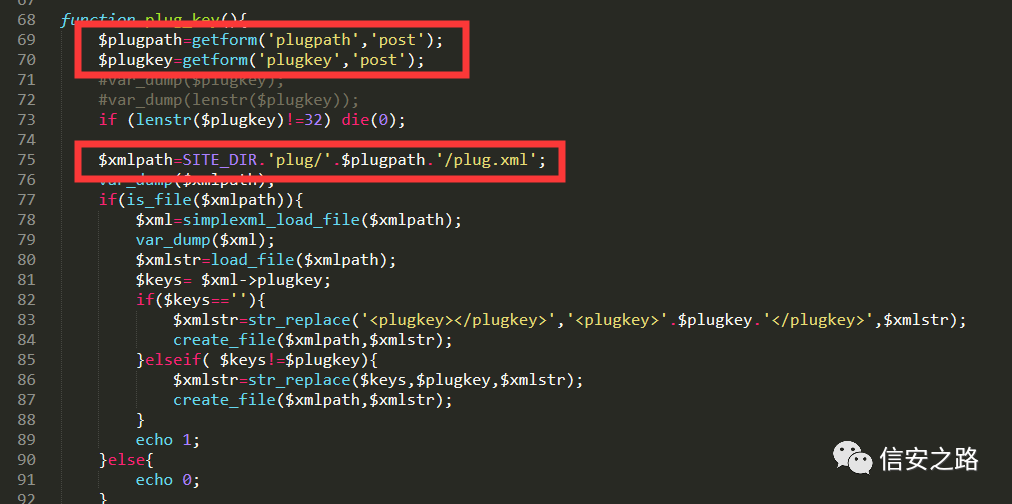 67
68 function plug_key(){
69 $plugpath=getform('plugpath','post');
70 $plugkey=getform('plugkey','post');
71 #var_dump($plugkey);
72 #var_dump(lenstr($plugkey));
73 if (lenstr($plugkey)!=32) die(0);
74
75 $xmlpath=SITE_DIR.'plug/'.$plugpath.'/plug.xml';
76 var_dump($xmlpath);
77 if(is_file($xmlpath)){
78 $xml=simplexml_load_file($xmlpath);
79 var_dump($xml);
80 $xmlstr=load_file($xmlpath);
81 $keys= $xml->plugkey;
82 if($keys==''){
83 $xmlstr=str_replace('<plugkey></plugkey>','<plugkey>'.$plugkey.'</plugkey>',$xmlstr);
84 create_file($xmlpath,$xmlstr);
85 }elseif( $keys!=$plugkey){
86 $xmlstr=str_replace($keys,$plugkey,$xmlstr);
87 create_file($xmlpath,$xmlstr);
88 }
89 echo 1;
90 }else{
91 echo 0;
92 }
信安之路